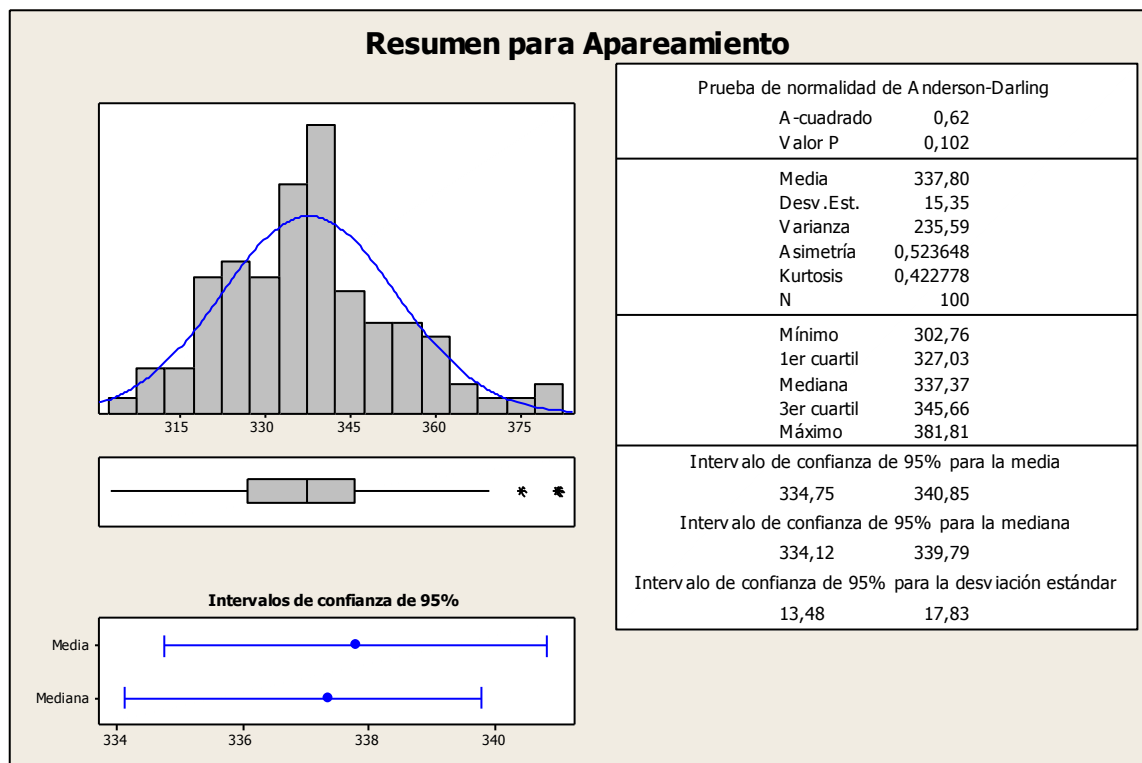 Resumen para Apareamiento
315 330 345 360 375
Intervalos de confianza de 95%
Media
Mediana
334 336 338 340
Prueba de normalidad de Anderson-Darling
A-cuadrado 0,62
Valor P 0,102
Media 337,80
Desv.Est. 15,35
Varianza 235,59
Asimetría 0,523648
Kurtosis 0,422778
N 100
Mínimo 302,76
1er cuartil 327,03
Mediana 337,37
3er cuartil 345,66
Máximo 381,81
Intervalo de confianza de 95% para la media
334,75 340,85
Intervalo de confianza de 95% para la mediana
334,12 339,79
Intervalo de confianza de 95% para la desviación estándar
13,48 17,83